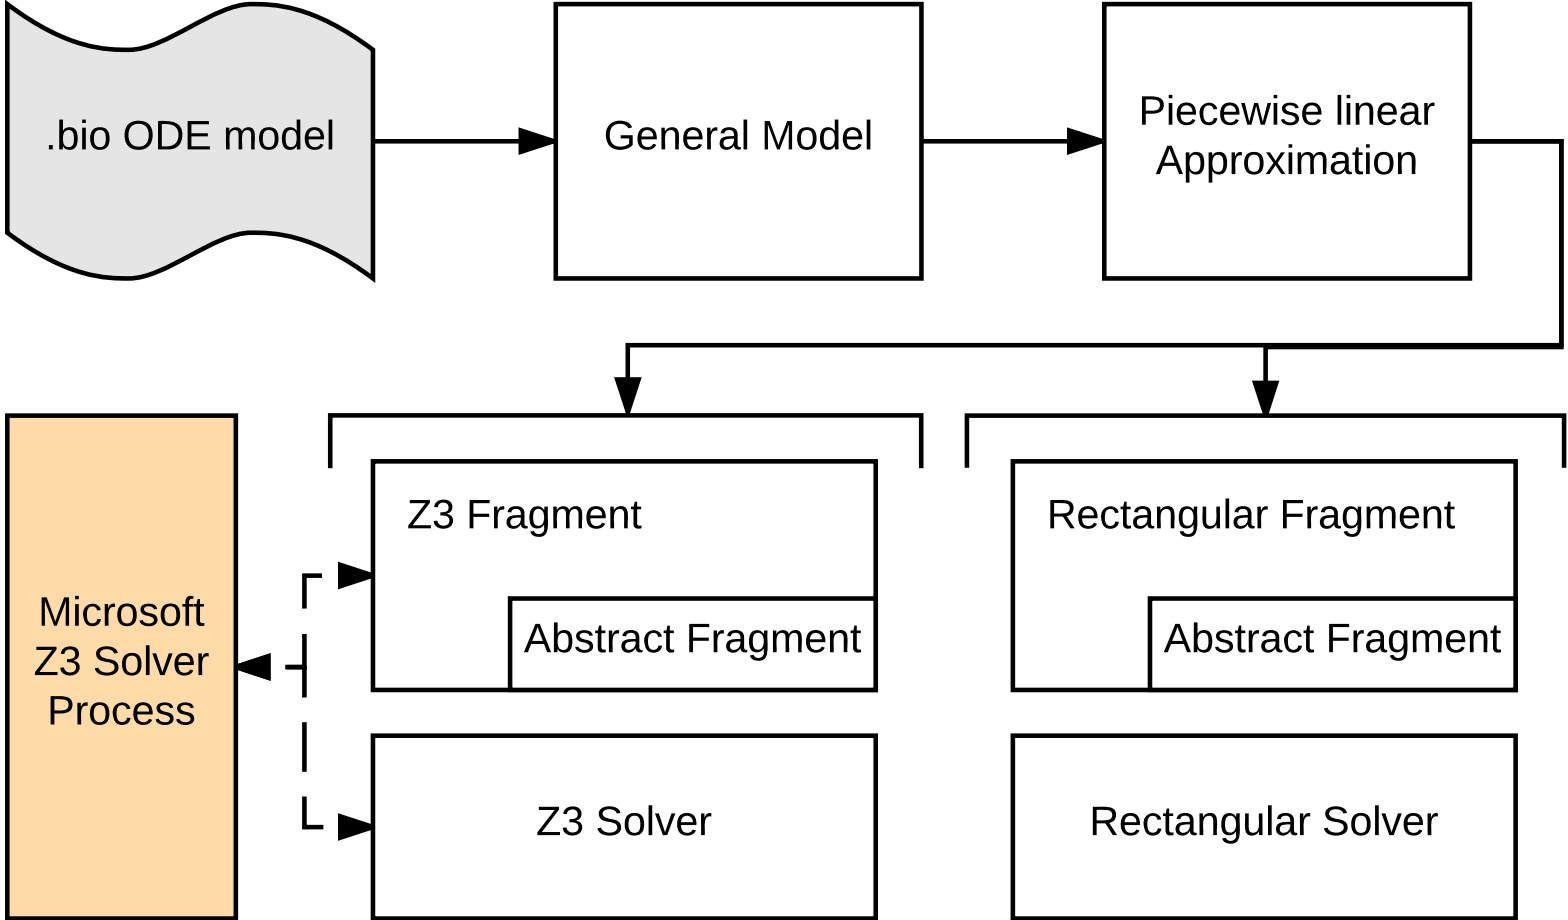 .bio ODE model
General Model
Piecewise linear
Approximation
Microsoft
Z3 Solver
Process
Z3 Fragment
Abstract Fragment
Rectangular Fragment
Abstract Fragment
Z3 Solver
Rectangular Solver